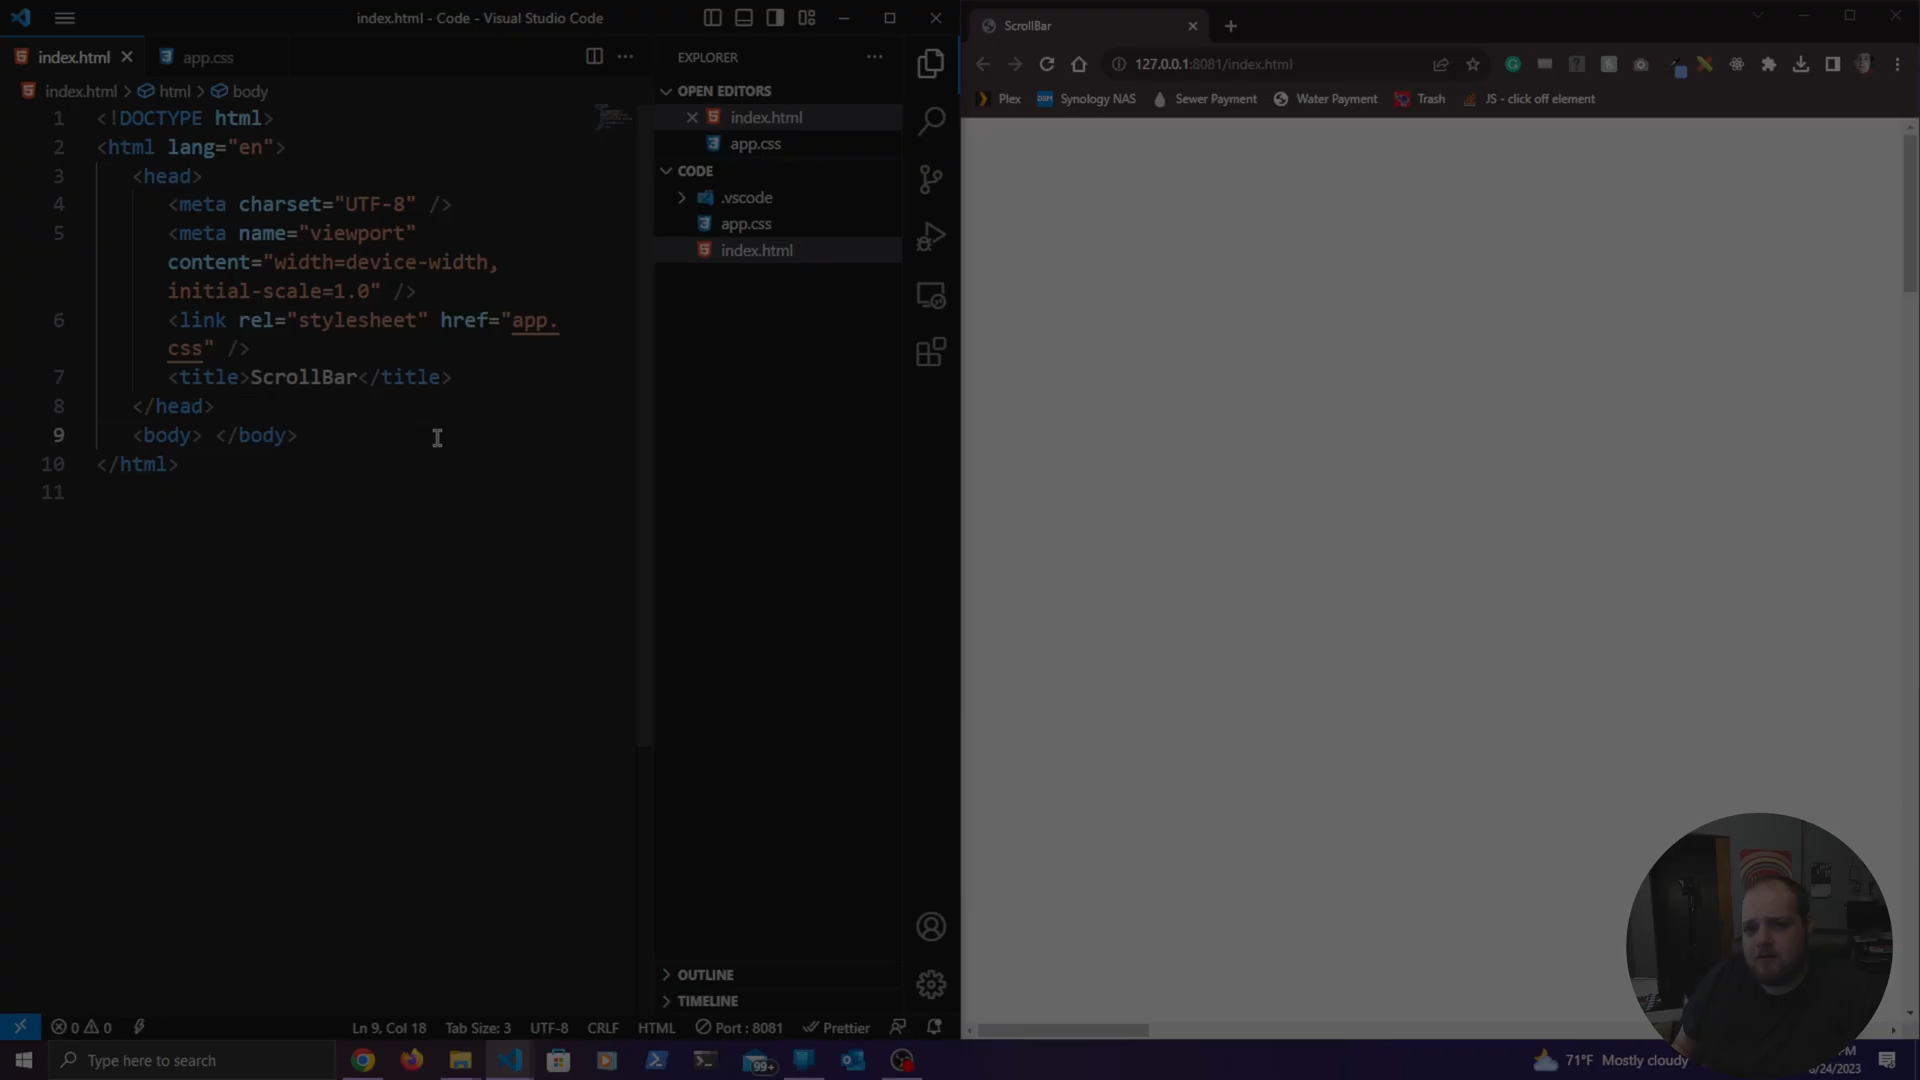 index.html - Code - Visual Studio Code
index.html
app.css
index.html > html > body
1 <!DOCTYPE html>
2 <html lang="en">
3 <head>
4 <meta charset="UTF-8" />
5 <meta name="viewport"
content="width=device-width,
initial-scale=1.0" />
6 <link rel="stylesheet" href="app.
css" />
7 <title>ScrollBar</title>
8 </head>
9 <body> </body>
10 </html>
11
EXPLORER
OPEN EDITORS
index.html
app.css
CODE
.vscode
app.css
index.html
OUTLINE
TIMELINE
0 0 Ln 9, Col 18 Tab Size: 3 UTF-8 CRLF HTML Port : 8081 Prettier
ScrollBar
127.0.0.1:8081/index.html
Plex Synology NAS Sewer Payment Water Payment Trash JS - click off element
Type here to search
99+
71°F Mostly cloudy
PM
/24/2023